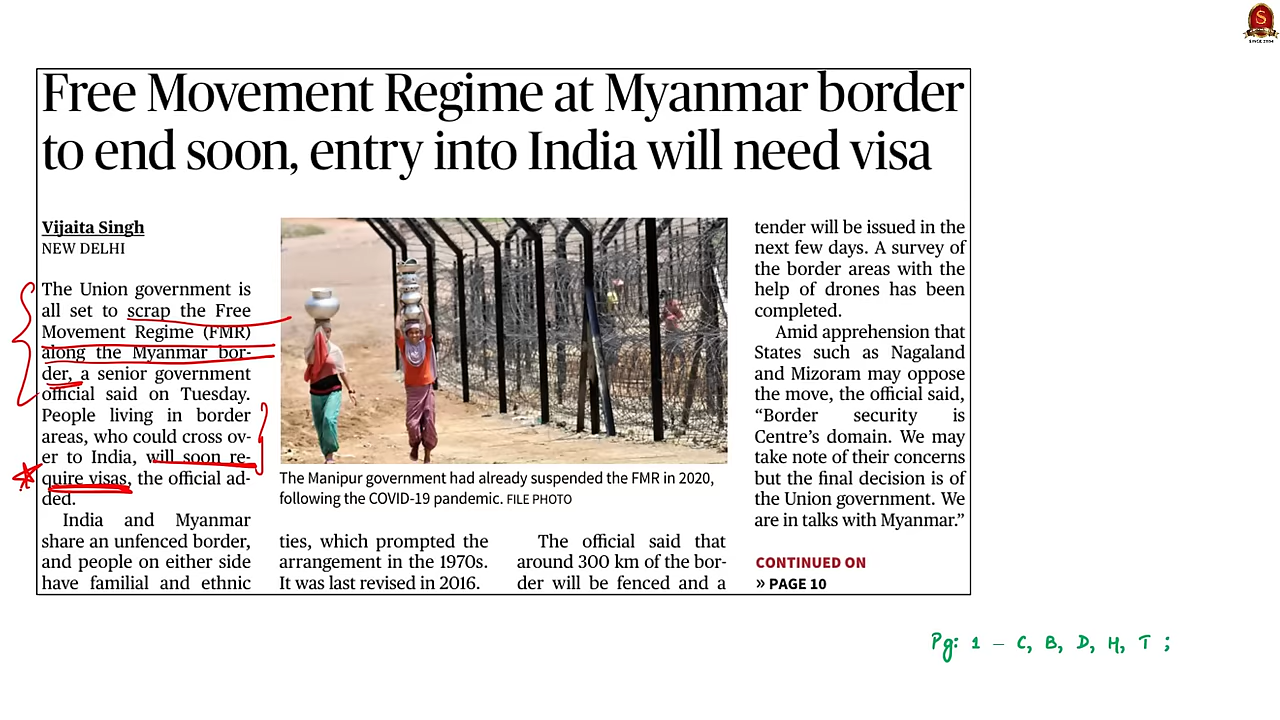 S
SINCE 2004
Free Movement Regime at Myanmar border
to end soon, entry into India will need visa
Vijaita Singh
NEW DELHI
The Union government is
all set to scrap the Free
Movement Regime (FMR)
along the Myanmar bor-
der, a senior government
official said on Tuesday.
People living in border
areas, who could cross ov-
er to India, will soon re-
quire visas, the official ad-
ded.
India and Myanmar
share an unfenced border,
and people on either side
have familial and ethnic
The Manipur government had already suspended the FMR in 2020,
following the COVID-19 pandemic. FILE PHOTO
ties, which prompted the
arrangement in the 1970s.
It was last revised in 2016.
The official said that
around 300 km of the bor-
der will be fenced and a
tender will be issued in the
next few days. A survey of
the border areas with the
help of drones has been
completed.
Amid apprehension that
States such as Nagaland
and Mizoram may oppose
the move, the official said,
“Border security is
Centre’s domain. We may
take note of their concerns
but the final decision is of
the Union government. We
are in talks with Myanmar.”
CONTINUED ON
» PAGE 10
Pg: 1 – C, B, D, H, T ;